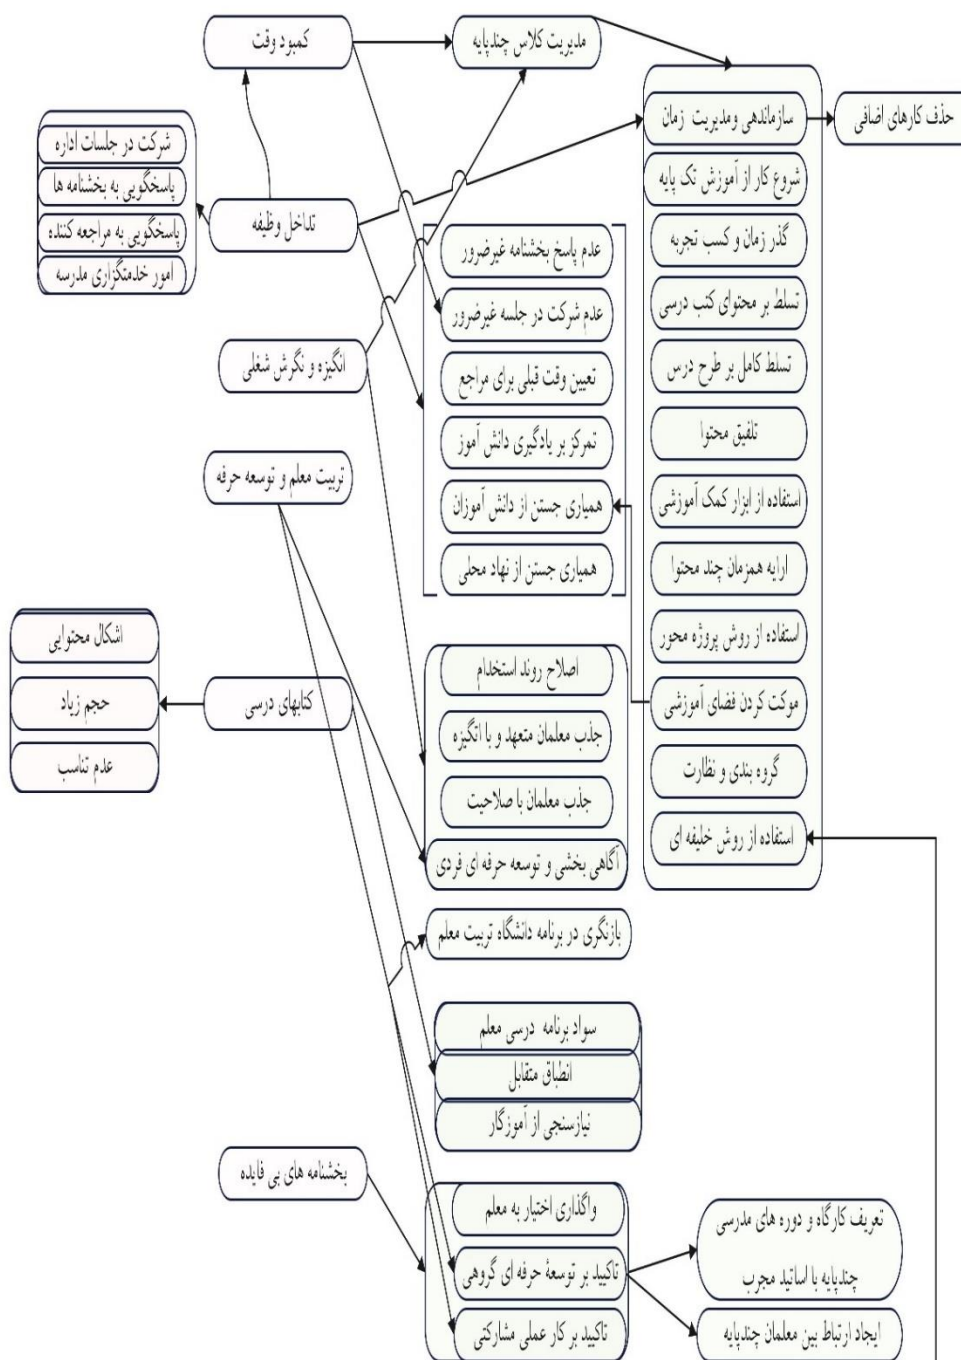 کمبود وقت
مدیریت کلاس چندپایه
سازماندهی ومدیریت زمان
حذف کارهای اضافی
شرکت در جلسات اداره
پاسخگویی به بخشنامه ها
پاسخگویی به مراجعه کننده
امور خدمتگزاری مدرسه
تداخل وظیفه
شروع کار از آموزش تک پایه
گذر زمان و کسب تجربه
تسلط بر محتوای کتب درسی
تسلط کامل بر طرح درس
تلفیق محتوا
استفاده از ابزار کمک آموزشی
ارایه همزمان چند محتوا
استفاده از روش پروژه محور
موکت کردن فضای آموزشی
گروه بندی و نظارت
استفاده از روش خلیفه ای
عدم پاسخ بخشنامه غیرضرور
عدم شرکت در جلسه غیرضرور
تعیین وقت قبلی برای مراجع
تمرکز بر یادگیری دانش آموز
همیاری جستن از دانش آموزان
همیاری جستن از نهاد محلی
انگیزه و نگرش شغلی
تربیت معلم و توسعه حرفه
اصلاح روند استخدام
جذب معلمان متعهد و با انگیزه
جذب معلمان با صلاحیت
آگاهی بخشی و توسعه حرفه ای فردی
کتابهای درسی
اشکال محتوایی
حجم زیاد
عدم تناسب
بازنگری در برنامه دانشگاه تربیت معلم
سواد برنامه درسی معلم
انطباق متقابل
نیازسنجی از آموزگار
بخشنامه های بی فایده
واگذاری اختیار به معلم
تاکیید بر توسعهٔ حرفه ای گروهی
تاکیید بر کار عملی مشارکتی
تعریف کارگاه و دوره های مدرسی
چندپایه با اساتید مجرب
ایجاد ارتباط بین معلمان چندپایه